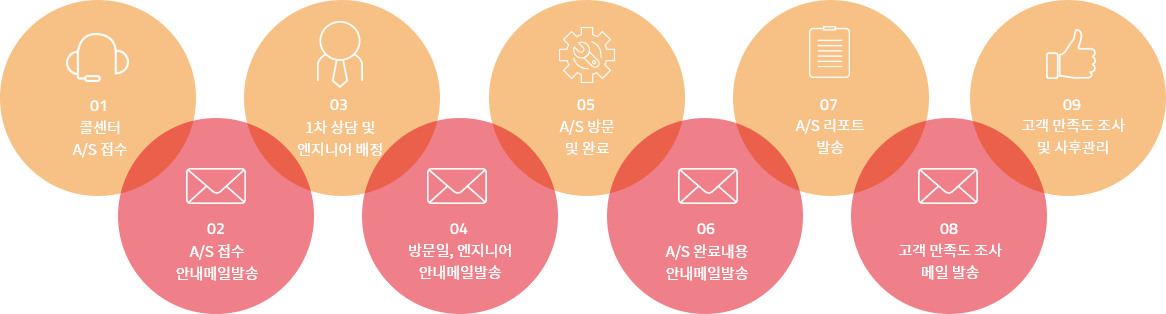 01
콜센터
A/S 접수
02
A/S 접수
안내메일발송
03
1차 상담 및
엔지니어 배정
04
방문일, 엔지니어
안내메일발송
05
A/S 방문
및 완료
06
A/S 완료내용
안내메일발송
07
A/S 리포트
발송
08
고객 만족도 조사
메일 발송
09
고객 만족도 조사
및 사후관리